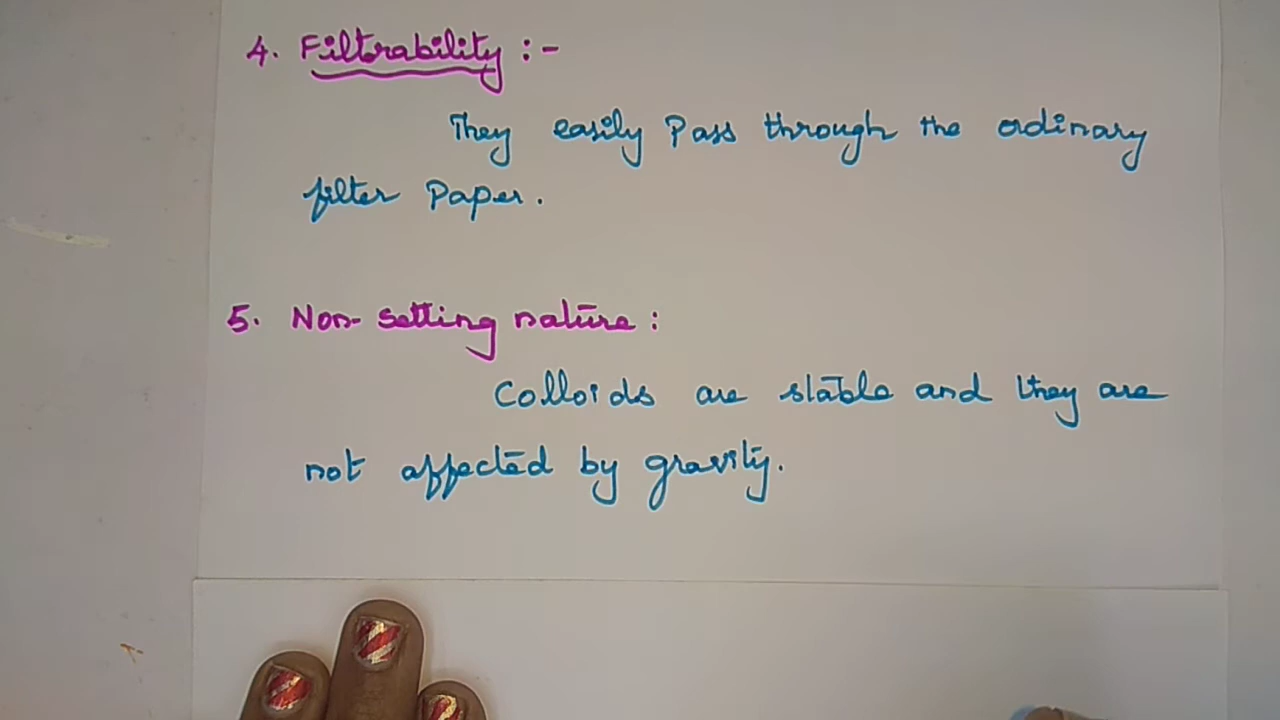 4. Filtrability :-
They easily Pass through the ordinary
filter Paper.
5. Non-Setting nature :
Colloids are stable and they are
not affected by gravity.